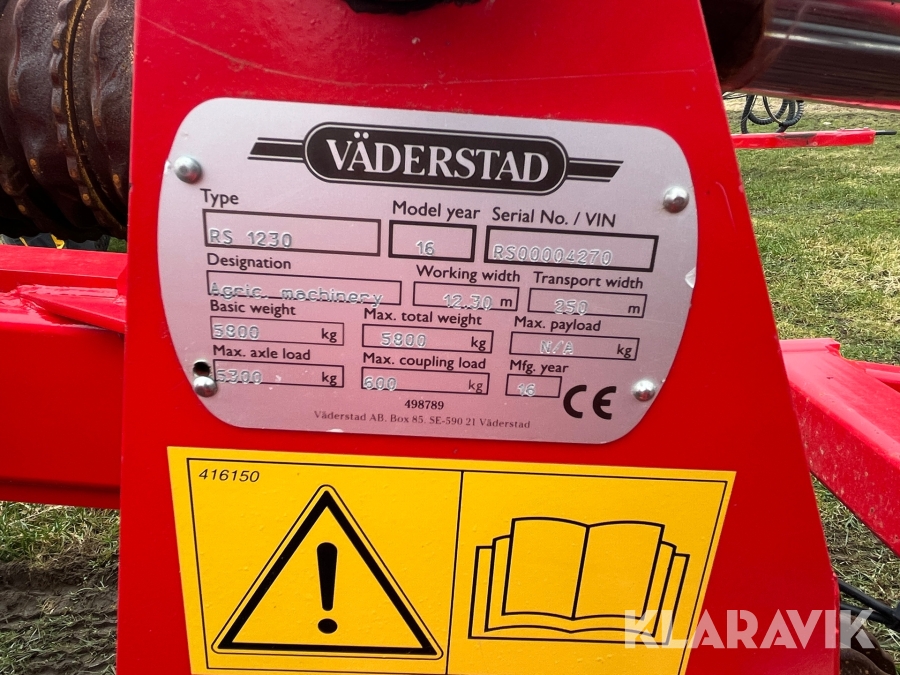 VÄDERSTAD
Type Model year Serial No. / VIN
RS 1230 16 RS00004270
Designation Working width Transport width
Agric. machinery 12.30 m 250 m
Basic weight Max. total weight Max. payload
5800 kg 5800 kg N/A kg
Max. axle load Max. coupling load Mfg. year
5300 kg 600 kg 16 CE
498789
Väderstad AB. Box 85. SE-590 21 Väderstad
416150
KLARAVIK